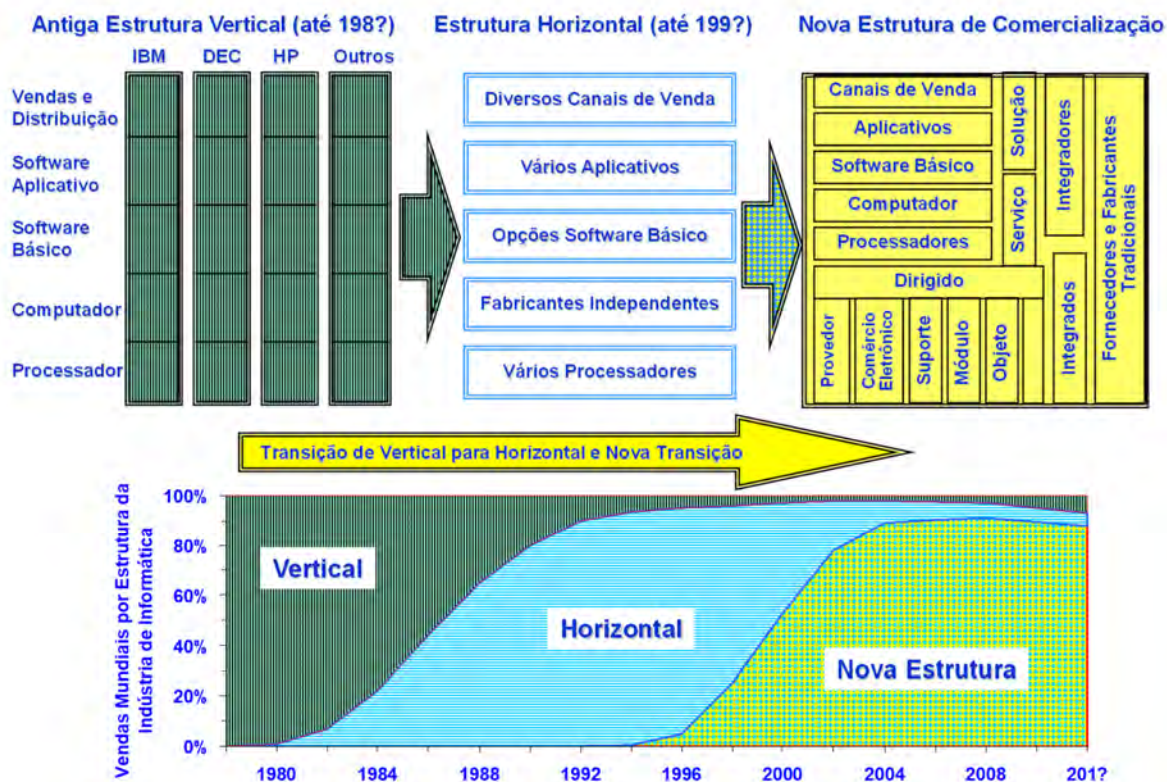 Antiga Estrutura Vertical (até 198?)
IBM DEC HP Outros
Vendas e
Distribuição
Software
Aplicativo
Software
Básico
Computador
Processador
Estrutura Horizontal (até 199?)
Diversos Canais de Venda
Vários Aplicativos
Opções Software Básico
Fabricantes Independentes
Vários Processadores
Nova Estrutura de Comercialização
Canais de Venda
Aplicativos
Software Básico
Computador
Processadores
Solução
Serviço
Integradores
Fornecedores e Fabricantes
Tradicionais
Dirigido
Provedor
Comércio
Eletrônico
Suporte
Módulo
Objeto
Integrados
Transição de Vertical para Horizontal e Nova Transição
Vendas Mundiais por Estrutura da
Indústria de Informática
100%
80%
60%
40%
20%
0%
Vertical
Horizontal
Nova Estrutura
1980 1984 1988 1992 1996 2000 2004 2008 201?